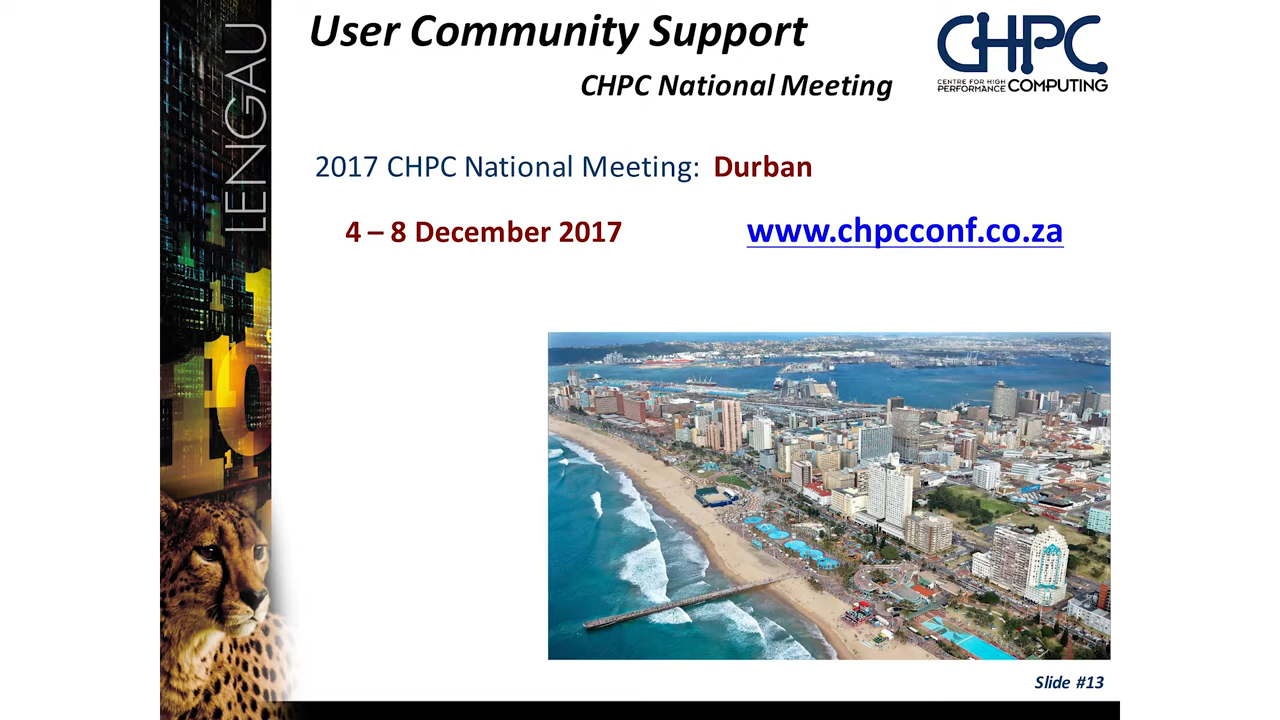 User Community Support
CHPC National Meeting
CHPC
CENTRE FOR HIGH
PERFORMANCE COMPUTING
LENGAU
2017 CHPC National Meeting: Durban
4 – 8 December 2017
www.chpcconf.co.za
Slide #13